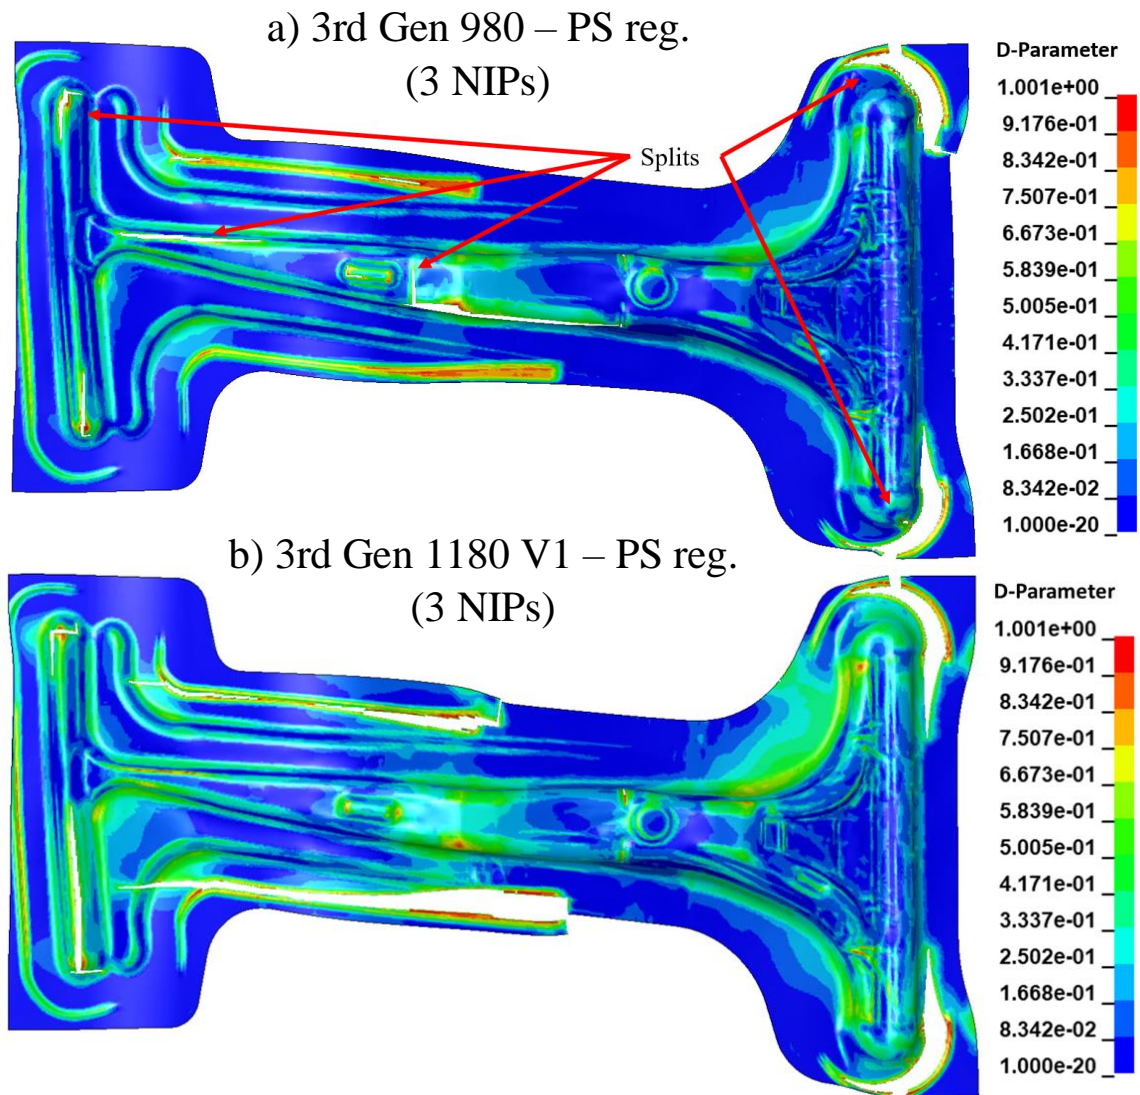 a) 3rd Gen 980 – PS reg.
(3 NIPs)
D-Parameter
1.001e+00
9.176e-01
8.342e-01
7.507e-01
6.673e-01
5.839e-01
5.005e-01
4.171e-01
3.337e-01
2.502e-01
1.668e-01
8.342e-02
1.000e-20
Splits
b) 3rd Gen 1180 V1 – PS reg.
(3 NIPs)
D-Parameter
1.001e+00
9.176e-01
8.342e-01
7.507e-01
6.673e-01
5.839e-01
5.005e-01
4.171e-01
3.337e-01
2.502e-01
1.668e-01
8.342e-02
1.000e-20